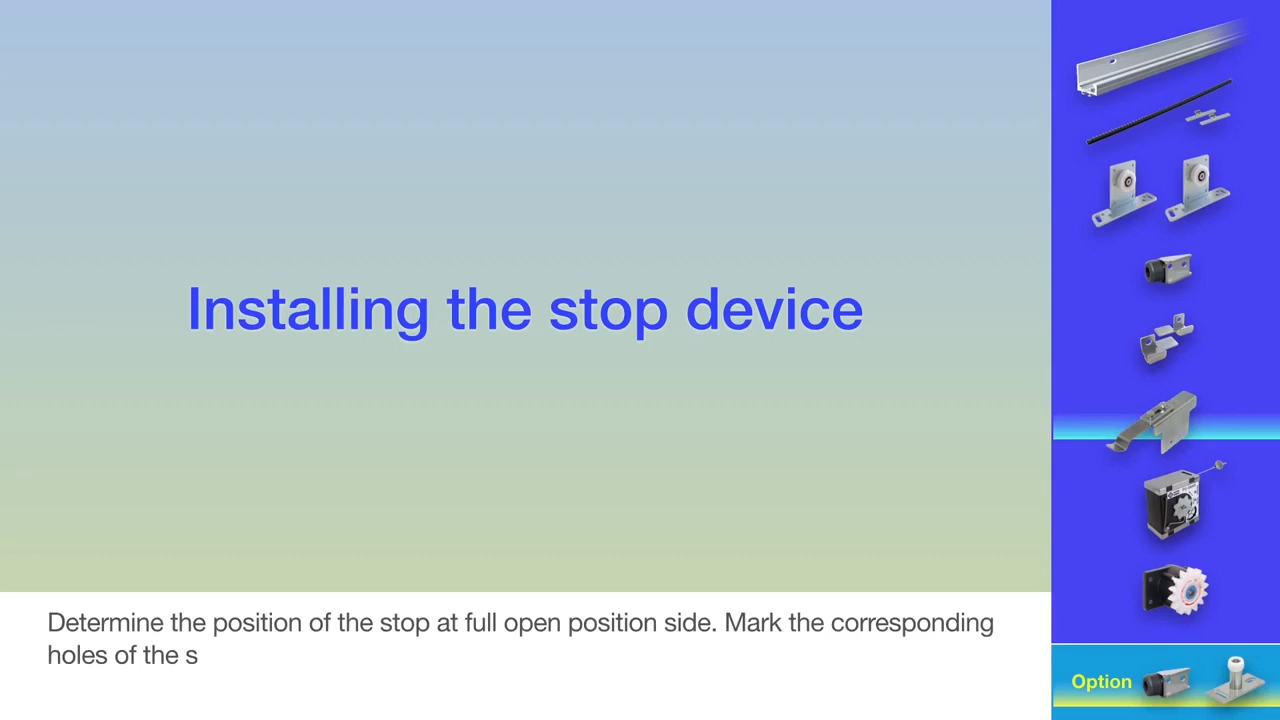 Installing the stop device
Determine the position of the stop at full open position side. Mark the corresponding
holes of the s
Option